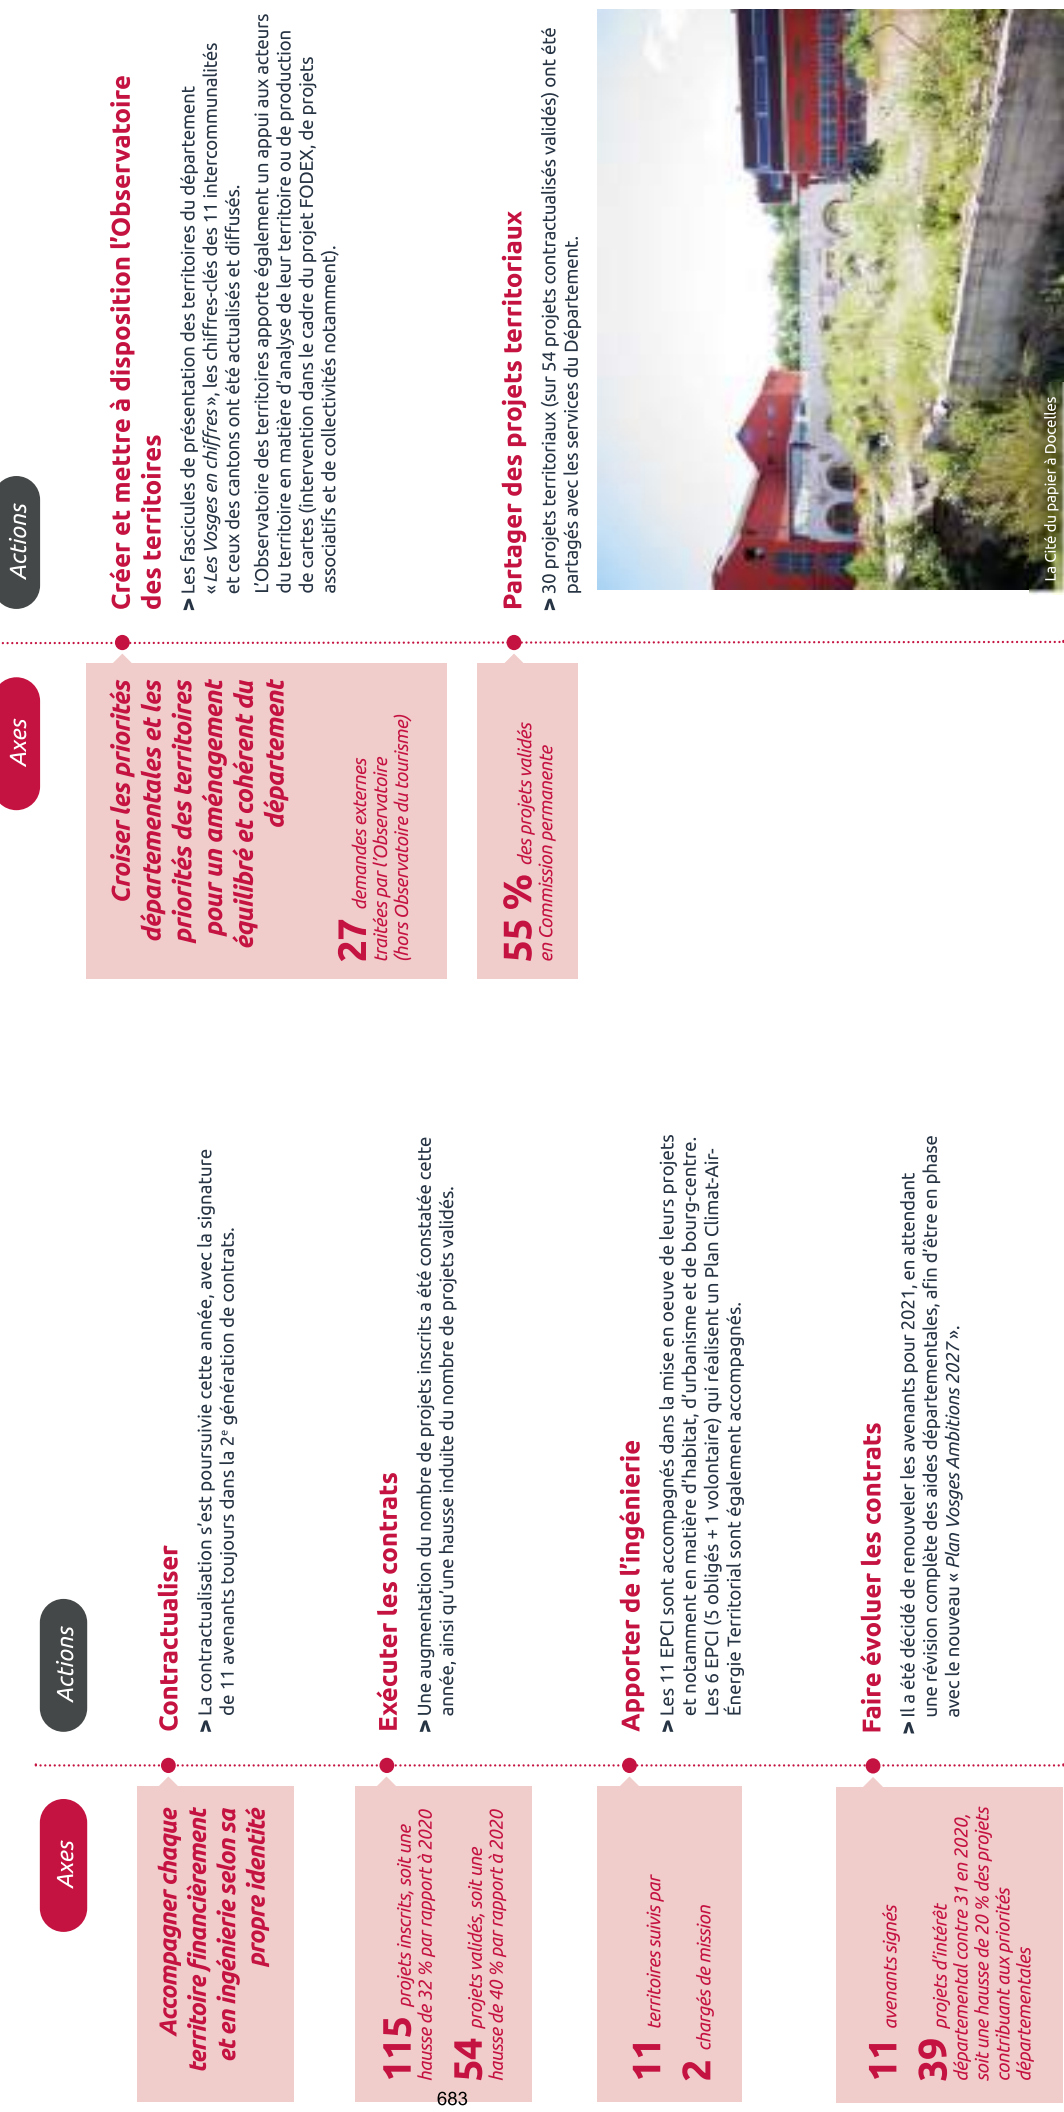 Axes
Actions
Accompagner chaque
territoire financièrement
et en ingénierie selon sa
propre identité
Contractualiser
> La contractualisation s’est poursuivie cette année, avec la signature
de 11 avenants toujours dans la 2e génération de contrats.
115 projets inscrits, soit une
hausse de 32 % par rapport à 2020
54 projets validés, soit une
hausse de 40 % par rapport à 2020
Exécuter les contrats
> Une augmentation du nombre de projets inscrits a été constatée cette
année, ainsi qu’une hausse induite du nombre de projets validés.
11 territoires suivis par
2 chargés de mission
Apporter de l’ingénierie
> Les 11 EPCI sont accompagnés dans la mise en oeuve de leurs projets
et notamment en matière d’habitat, d’urbanisme et de bourg-centre.
Les 6 EPCI (5 obligés + 1 volontaire) qui réalisent un Plan Climat-Air-
Énergie Territorial sont également accompagnés.
11 avenants signés
39 projets d’intérêt
départemental contre 31 en 2020,
soit une hausse de 20 % des projets
contribuant aux priorités
départementales
Faire évoluer les contrats
> Il a été décidé de renouveler les avenants pour 2021, en attendant
une révision complète des aides départementales, afin d’être en phase
avec le nouveau « Plan Vosges Ambitions 2027 ».
Axes
Actions
Croiser les priorités
départementales et les
priorités des territoires
pour un aménagement
équilibré et cohérent du
département
27 demandes externes
traitées par l’Observatoire
(hors Observatoire du tourisme)
Créer et mettre à disposition l’Observatoire
des territoires
> Les fascicules de présentation des territoires du département
« Les Vosges en chiffres », les chiffres-clés des 11 intercommunalités
et ceux des cantons ont été actualisés et diffusés.
L’Observatoire des territoires apporte également un appui aux acteurs
du territoire en matière d’analyse de leur territoire ou de production
de cartes (intervention dans le cadre du projet FODEX, de projets
associatifs et de collectivités notamment).
55 % des projets validés
en Commission permanente
Partager des projets territoriaux
> 30 projets territoriaux (sur 54 projets contractualisés validés) ont été
partagés avec les services du Département.
La Cité du papier à Docelles
683